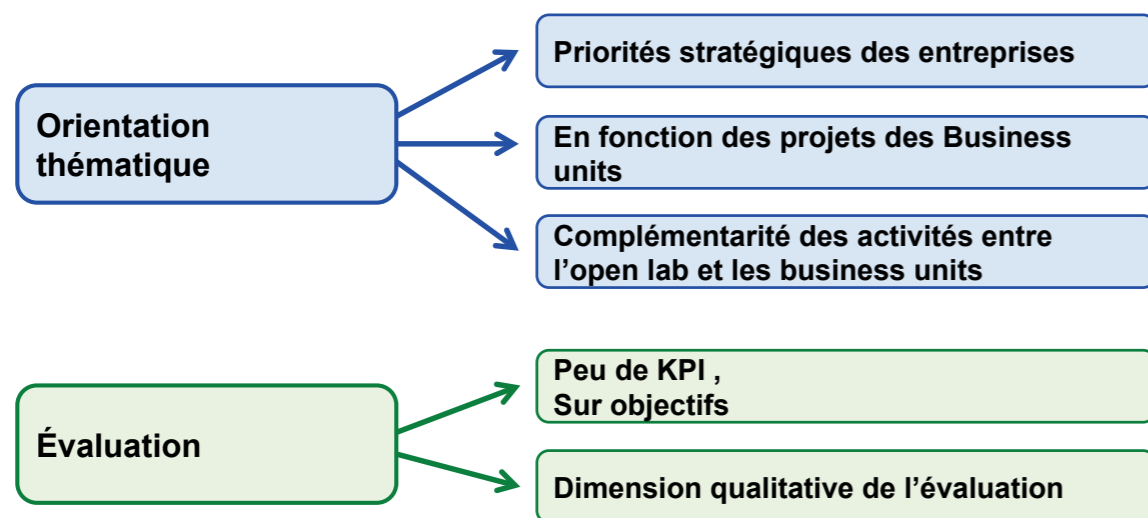 Orientation
thématique
Priorités stratégiques des entreprises
En fonction des projets des Business
units
Complémentarité des activités entre
l’open lab et les business units
Évaluation
Peu de KPI ,
Sur objectifs
Dimension qualitative de l’évaluation